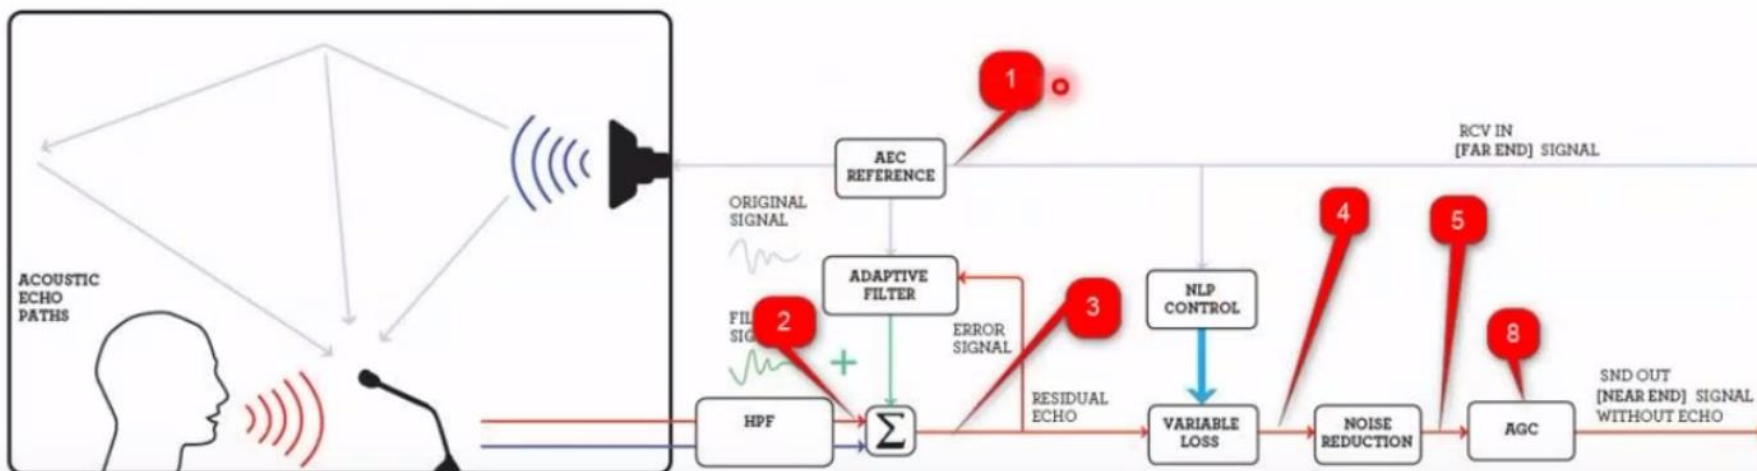 1
RCV IN
[FAR END] SIGNAL
AEC
REFERENCE
ORIGINAL
SIGNAL
4
5
ACOUSTIC
ECHO
PATHS
ADAPTIVE
FILTER
NLP
CONTROL
2
3
8
ERROR
SIGNAL
SND OUT
[NEAR END] SIGNAL
WITHOUT ECHO
RESIDUAL
ECHO
HPF
Σ
VARIABLE
LOSS
NOISE
REDUCTION
AGC
+